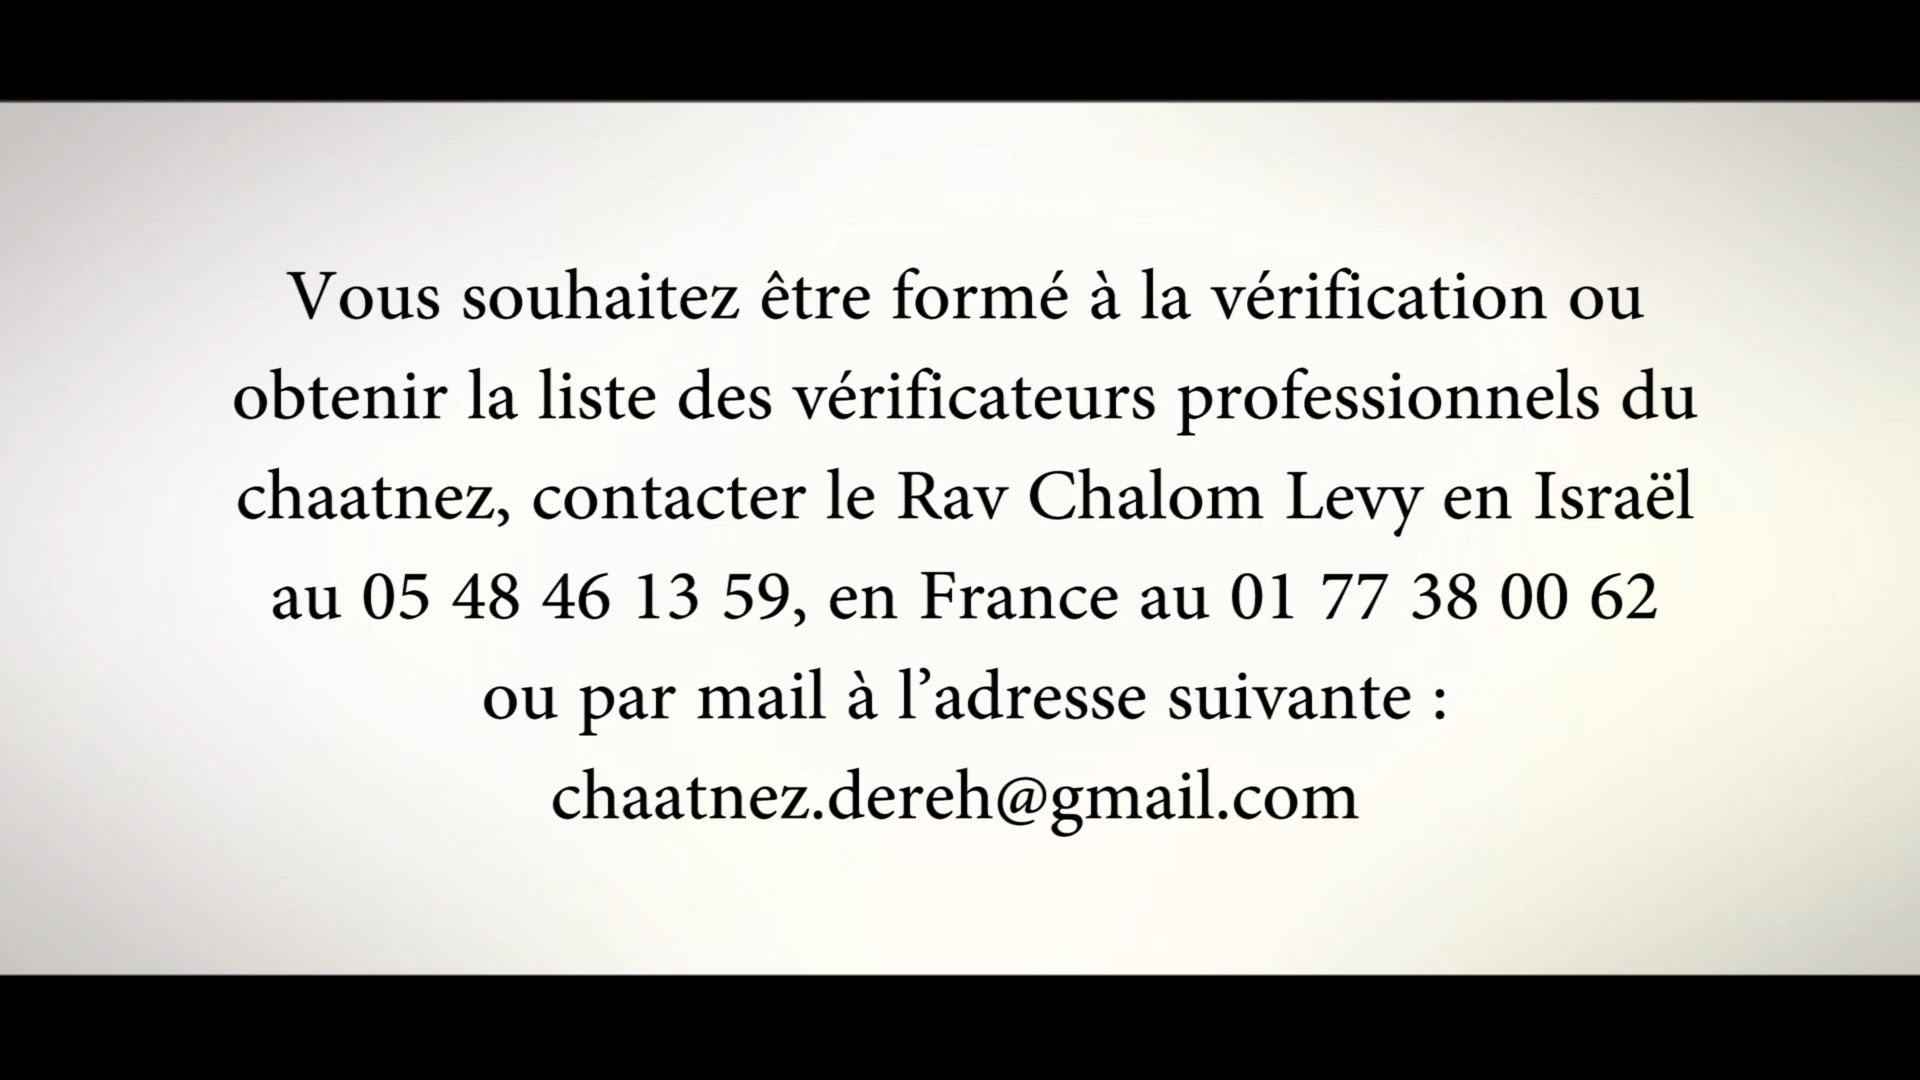 Vous souhaitez être formé à la vérification ou
obtenir la liste des vérificateurs professionnels du
chaatnez, contacter le Rav Chalom Levy en Israël
au 05 48 46 13 59, en France au 01 77 38 00 62
ou par mail à l’adresse suivante :
chaatnez.dereh@gmail.com